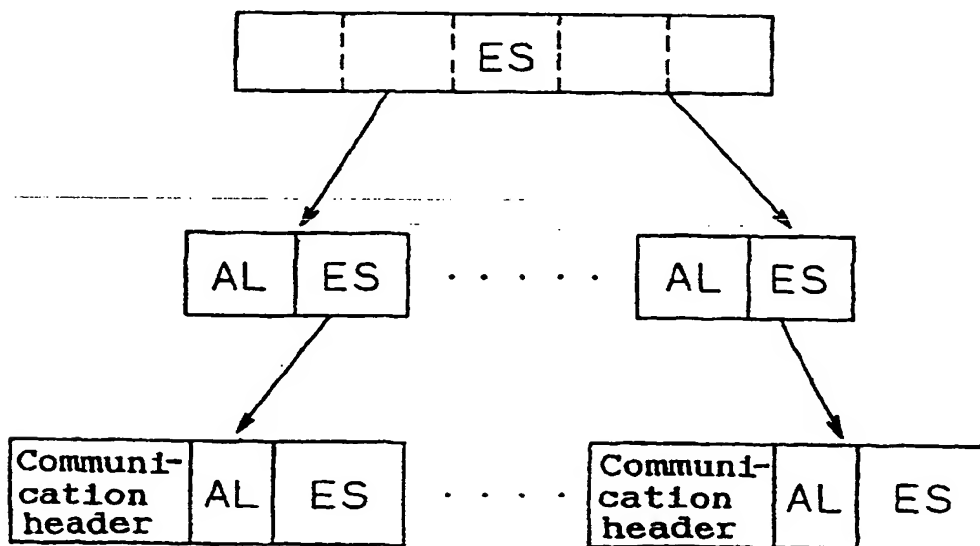 ES
AL ES . . . . . AL ES
Communi-
cation
header
AL ES . . . . Communi-
cation
header
AL ES